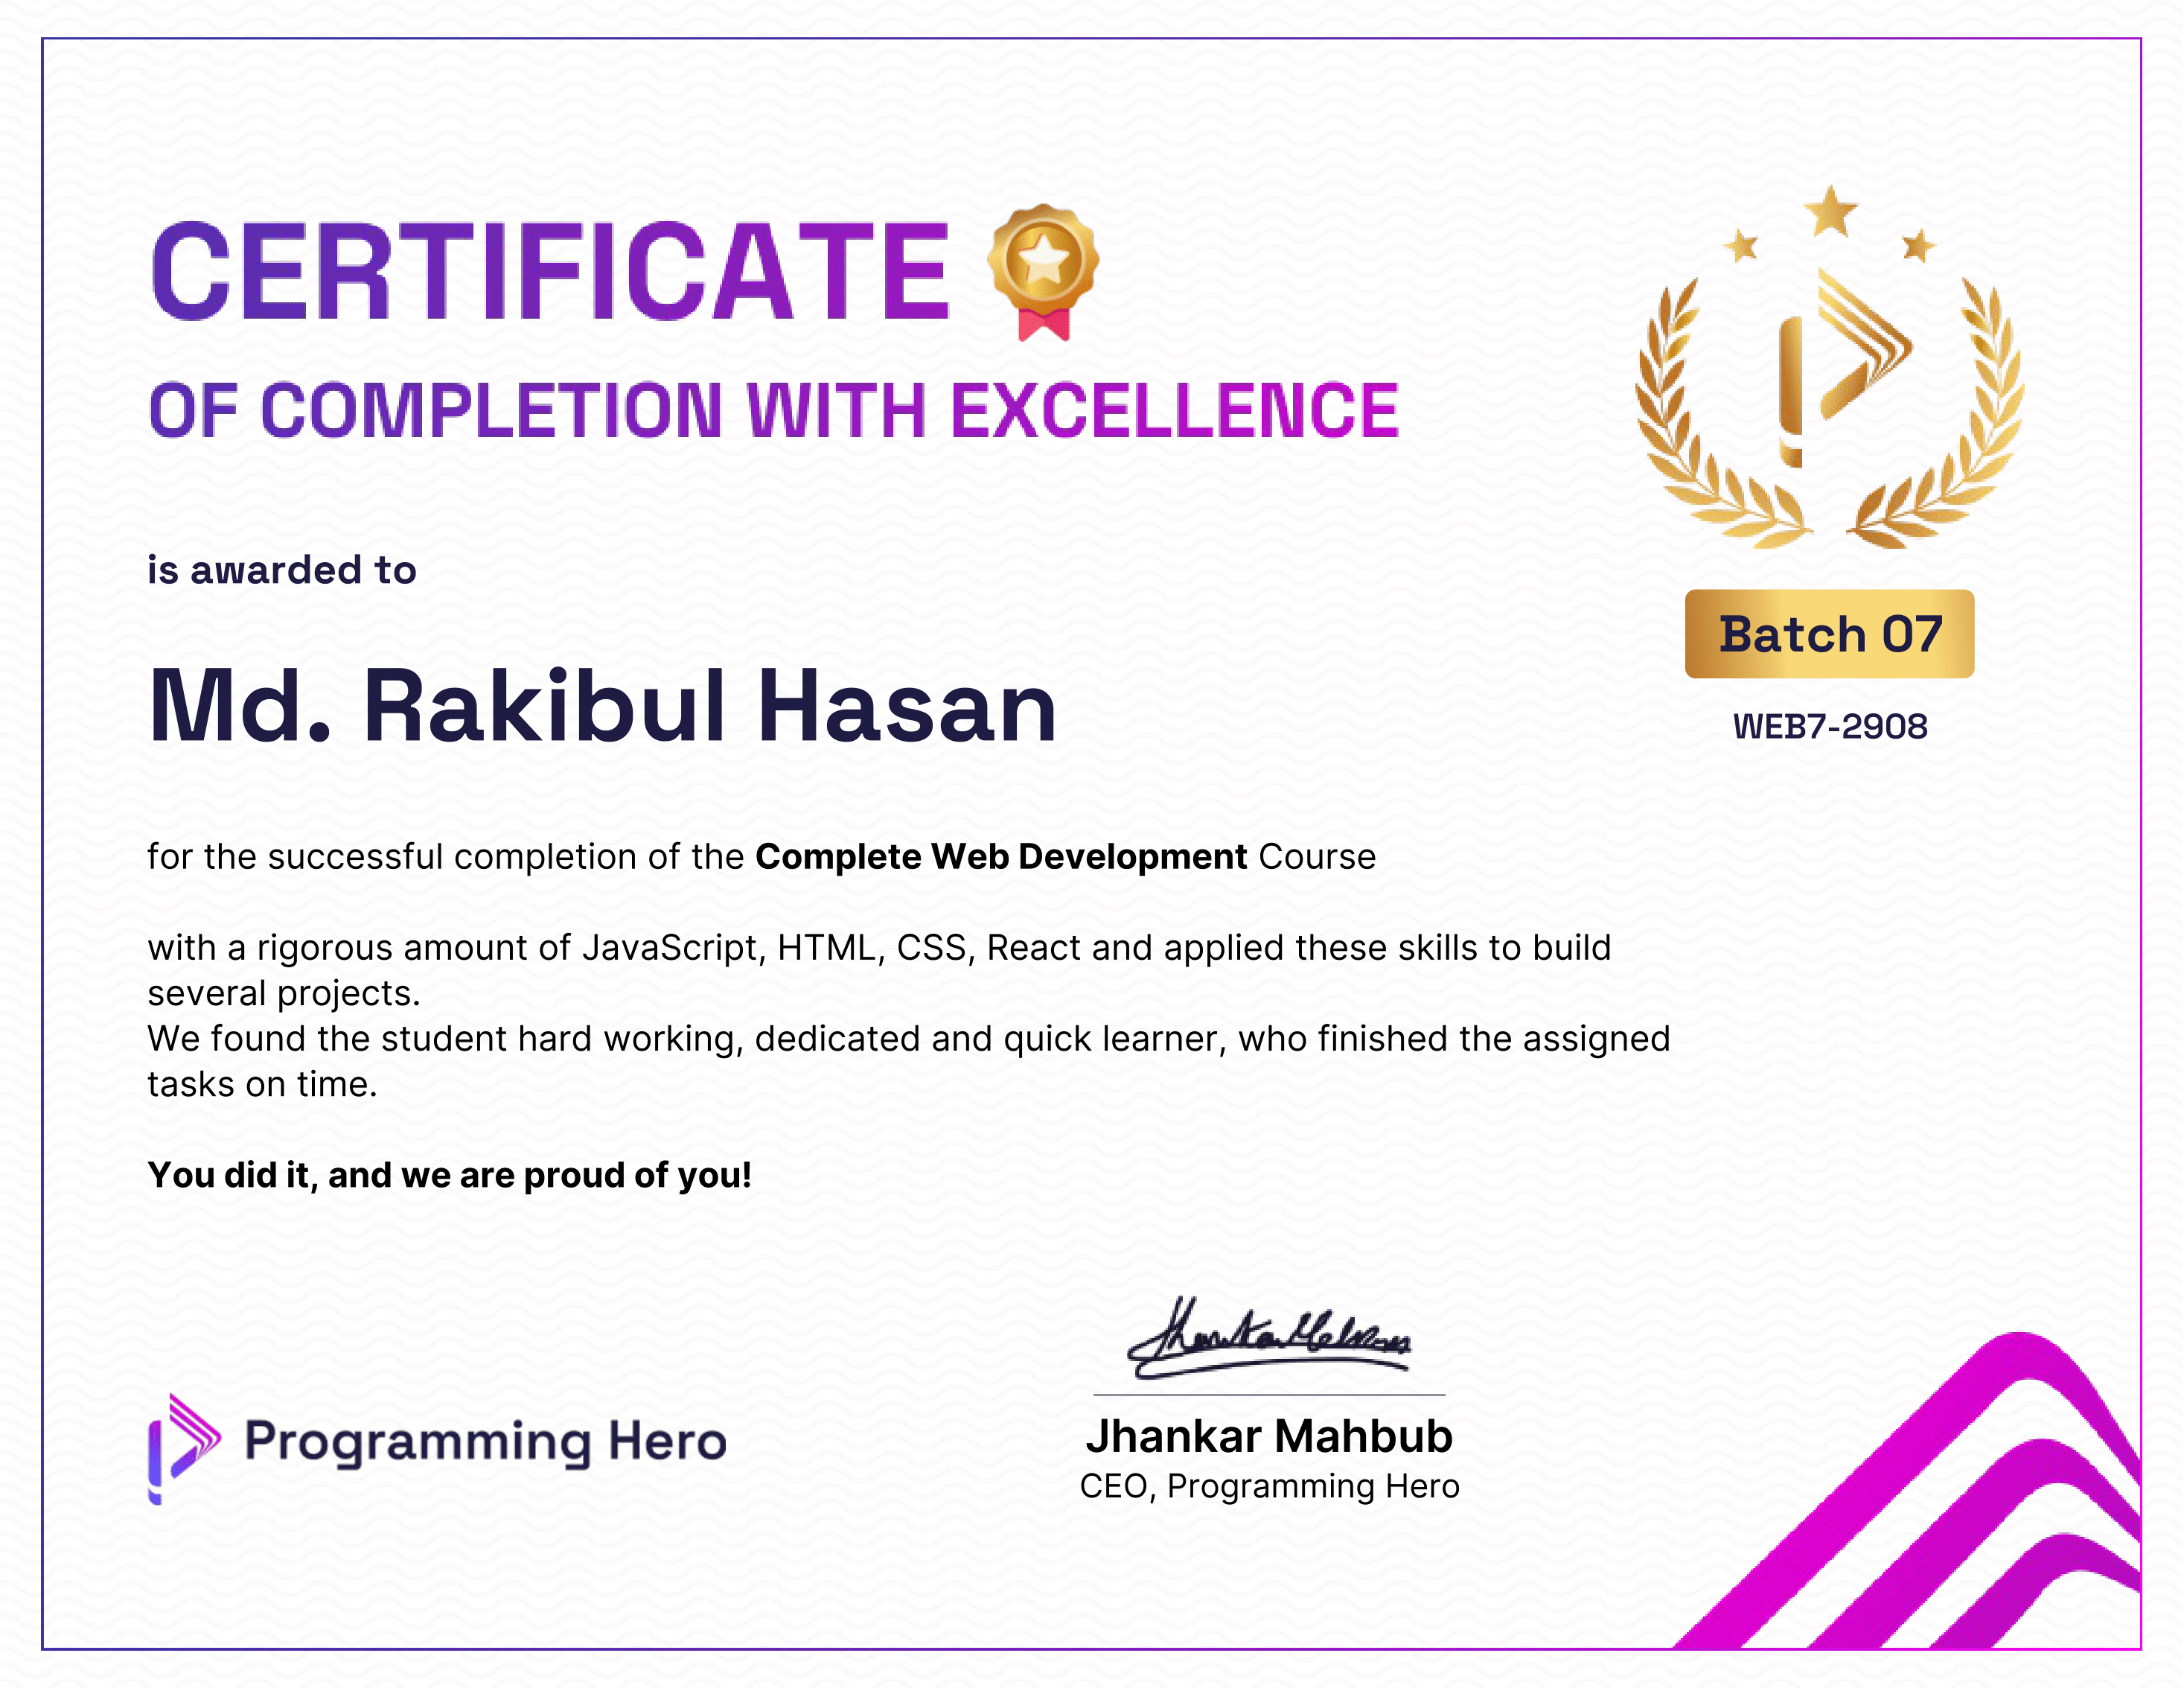 CERTIFICATE
OF COMPLETION WITH EXCELLENCE
is awarded to
Md. Rakibul Hasan
Batch 07
WEB7-2908
for the successful completion of the Complete Web Development Course
with a rigorous amount of JavaScript, HTML, CSS, React and applied these skills to build
several projects.
We found the student hard working, dedicated and quick learner, who finished the assigned
tasks on time.
You did it, and we are proud of you!
Programming Hero
Jhankar Mahbub
Jhankar Mahbub
CEO, Programming Hero